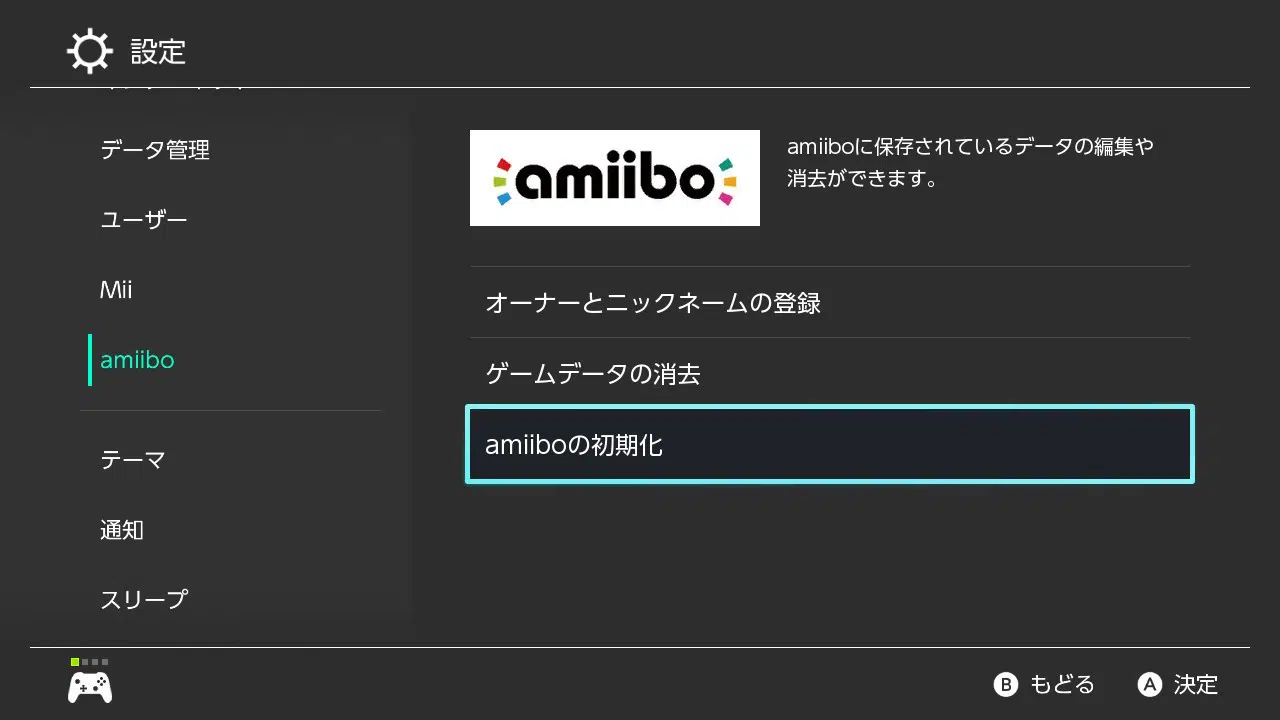 設定
データ管理
ユーザー
Mii
amiibo
テーマ
通知
スリープ
amiibo
amiiboに保存されているデータの編集や
消去ができます。
オーナーとニックネームの登録
ゲームデータの消去
amiiboの初期化
B もどる
A 決定